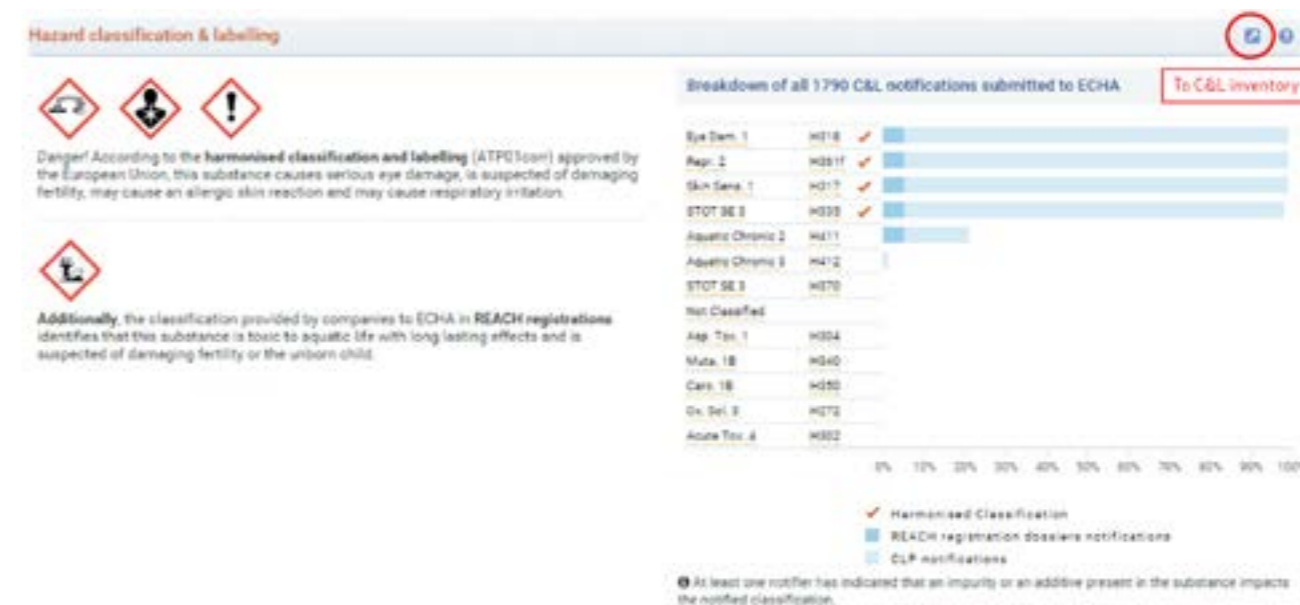 Hazard classification & labelling
To C&L inventory
Breakdown of all 1790 C&L notifications submitted to ECHA
Danger! According to the harmonised classification and labelling (ATP01corr) approved by
the European Union, this substance causes serious eye damage, is suspected of damaging
fertility, may cause an allergic skin reaction and may cause respiratory irritation.
Additionally, the classification provided by companies to ECHA in REACH registrations
identifies that this substance is toxic to aquatic life with long lasting effects and is
suspected of damaging fertility or the unborn child.
Eye Dam. 1 H318
Repr. 2 H361f
Skin Sens. 1 H317
STOT SE 3 H335
Aquatic Chronic 2 H411
Aquatic Chronic 3 H412
STOT SE 3 H370
Not Classified
Asp. Tox. 1 H304
Muta. 1B H340
Carc. 1B H350
Ox. Sol. 3 H272
Acute Tox. 4 H302
0% 10% 20% 30% 40% 50% 60% 70% 80% 90% 100%
Harmonised Classification
REACH registration dossiers notifications
CLP notifications
At least one notifier has indicated that an impurity or an additive present in the substance impacts
the notified classification.